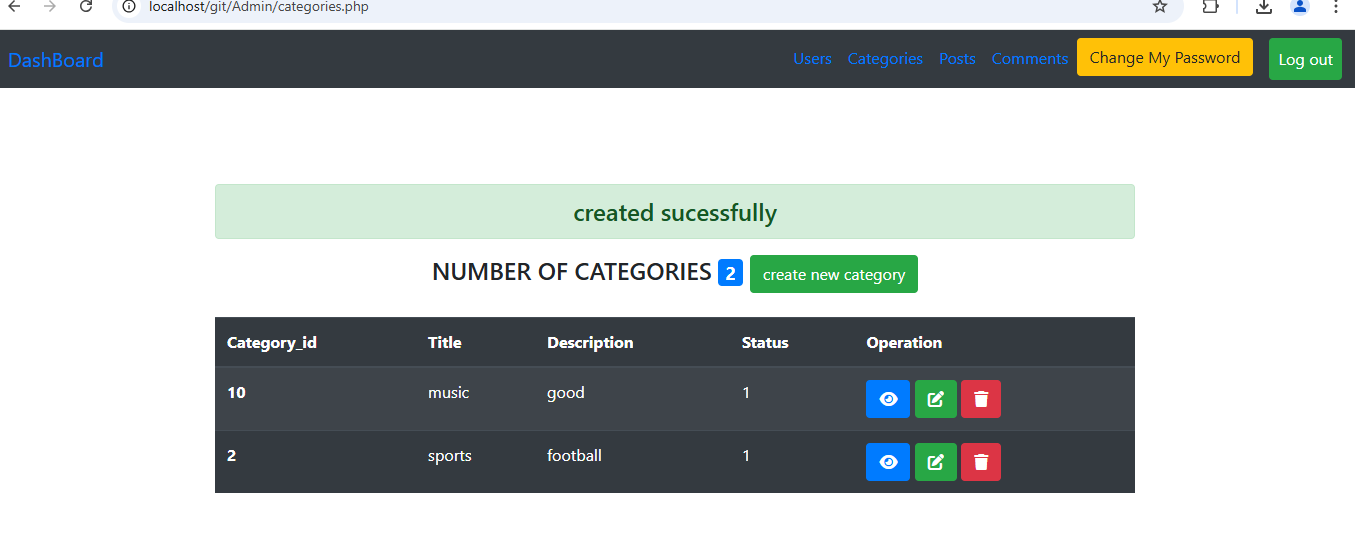 localhost/git/Admin/categories.php
DashBoard Users Categories Posts Comments Change My Password Log out
created sucessfully
NUMBER OF CATEGORIES 2 create new category
Category_id Title Description Status Operation
10 music good 1
2 sports football 1